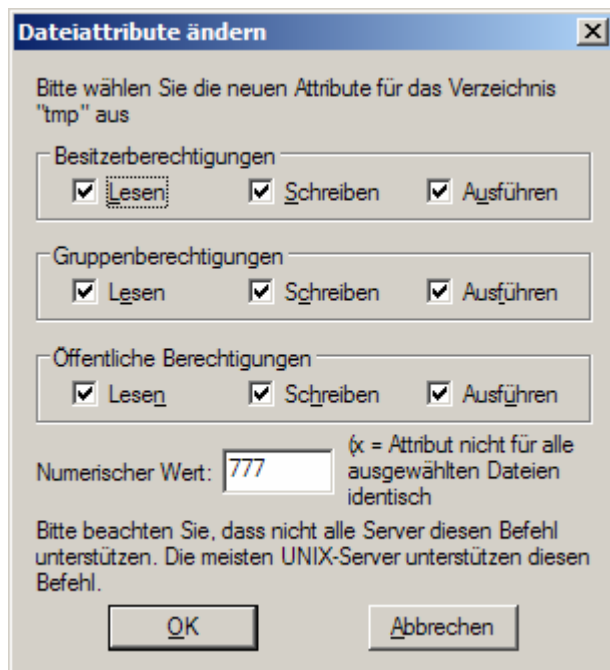 Dateiattribute ändern
Bitte wählen Sie die neuen Attribute für das Verzeichnis
"tmp" aus
Besitzerberechtigungen
Lesen Schreiben Ausführen
Gruppenberechtigungen
Lesen Schreiben Ausführen
Öffentliche Berechtigungen
Lesen Schreiben Ausführen
(x = Attribut nicht für alle
Numerischer Wert: 777 ausgewählten Dateien
identisch
Bitte beachten Sie, dass nicht alle Server diesen Befehl
unterstützen. Die meisten UNIX-Server unterstützen diesen
Befehl.
OK Abbrechen